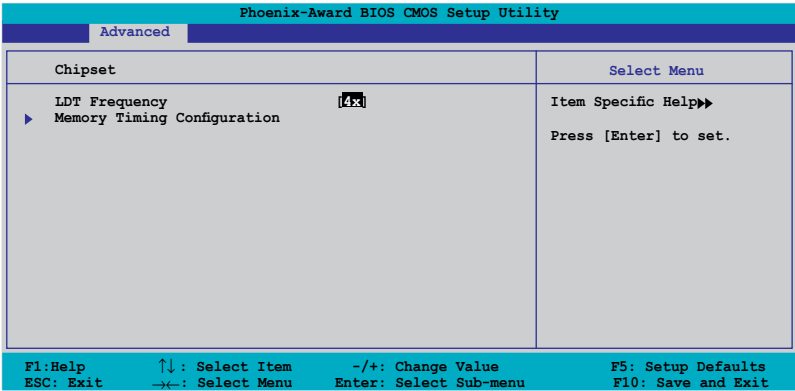 Phoenix-Award BIOS CMOS Setup Utility
Advanced
Chipset
Select Menu
LDT Frequency [4x]
Memory Timing Configuration
Item Specific Help
Press [Enter] to set.
F1:Help ↑↓ : Select Item -/+: Change Value F5: Setup Defaults
ESC: Exit →←: Select Menu Enter: Select Sub-menu F10: Save and Exit